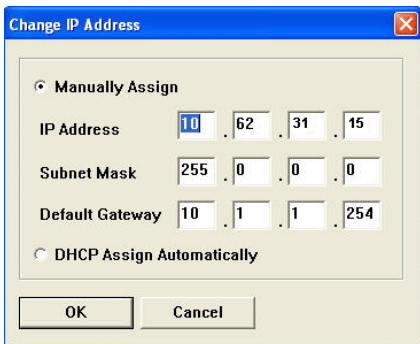 Change IP Address
Manually Assign
IP Address 10 . 62 . 31 . 15
Subnet Mask 255 . 0 . 0 . 0
Default Gateway 10 . 1 . 1 . 254
DHCP Assign Automatically
OK Cancel